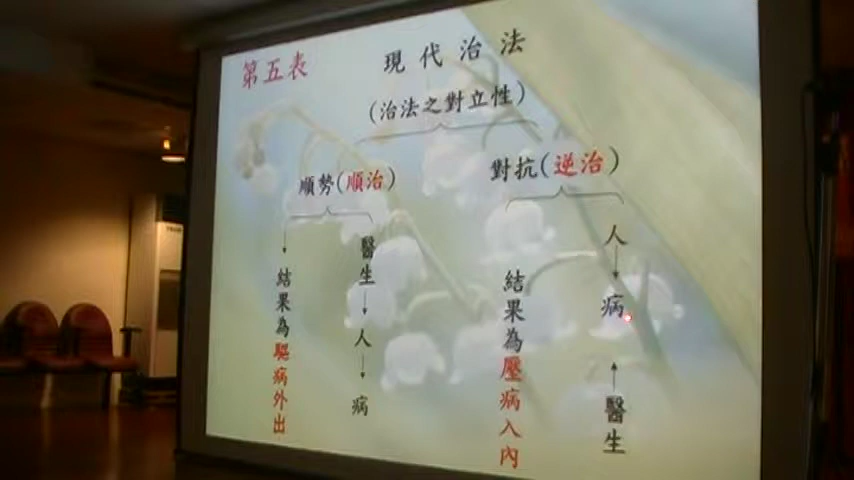 第五表
現代治法
(治法之對立性)
對抗(逆治)
人→病←醫生
結果為壓病入內
順勢(順治)
醫生→人→病
→結果為驅病外出